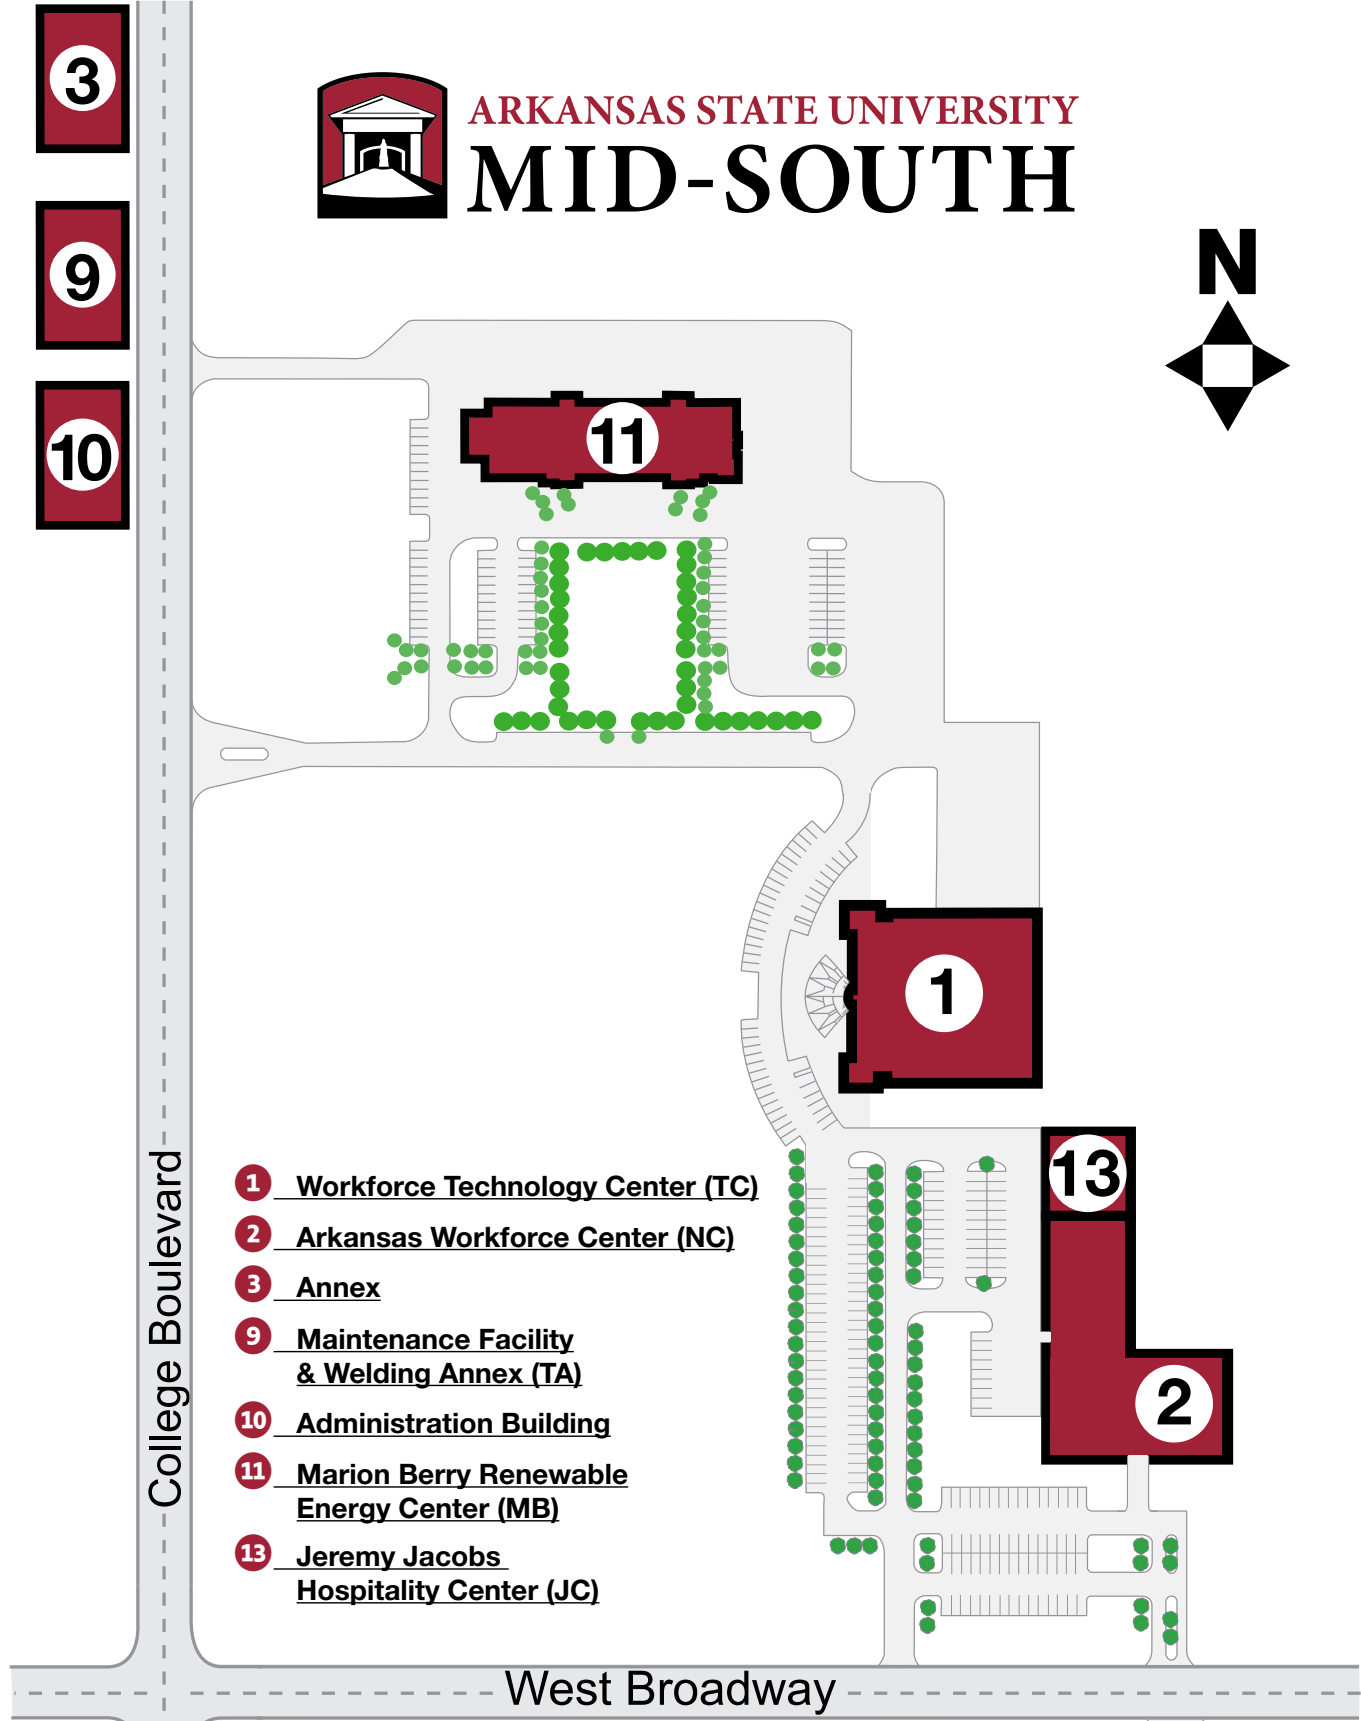 3
ARKANSAS STATE UNIVERSITY
MID-SOUTH
9
N
10
11
1
13
2
1 Workforce Technology Center (TC)
2 Arkansas Workforce Center (NC)
3 Annex
9 Maintenance Facility
& Welding Annex (TA)
10 Administration Building
11 Marion Berry Renewable
Energy Center (MB)
13 Jeremy Jacobs
Hospitality Center (JC)
College Boulevard
West Broadway